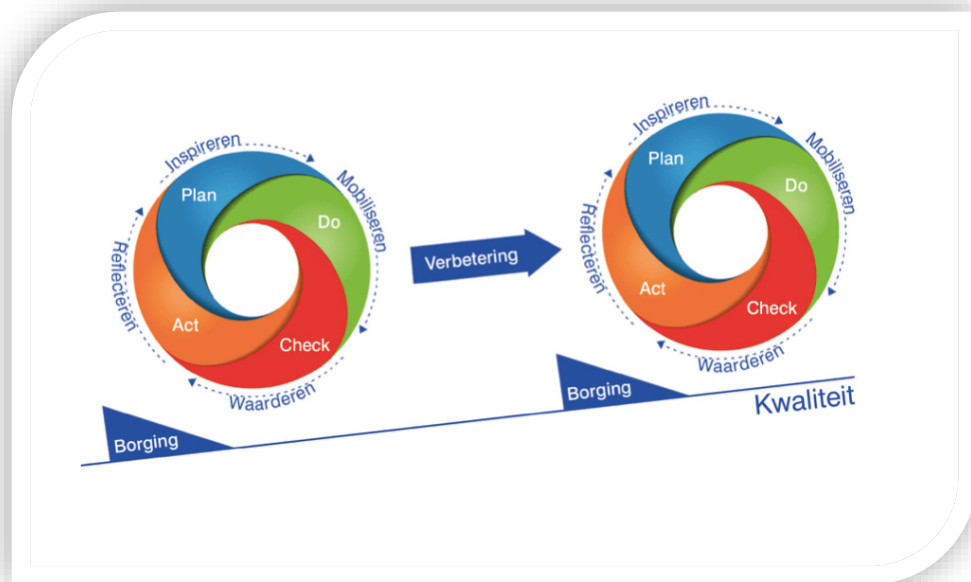 Inspireren
Plan
Mobiliseren
Do
Reflecteren
Act
Check
Waarderen
Borging
Verbetering
Inspireren
Plan
Mobiliseren
Do
Reflecteren
Act
Check
Waarderen
Borging
Kwaliteit